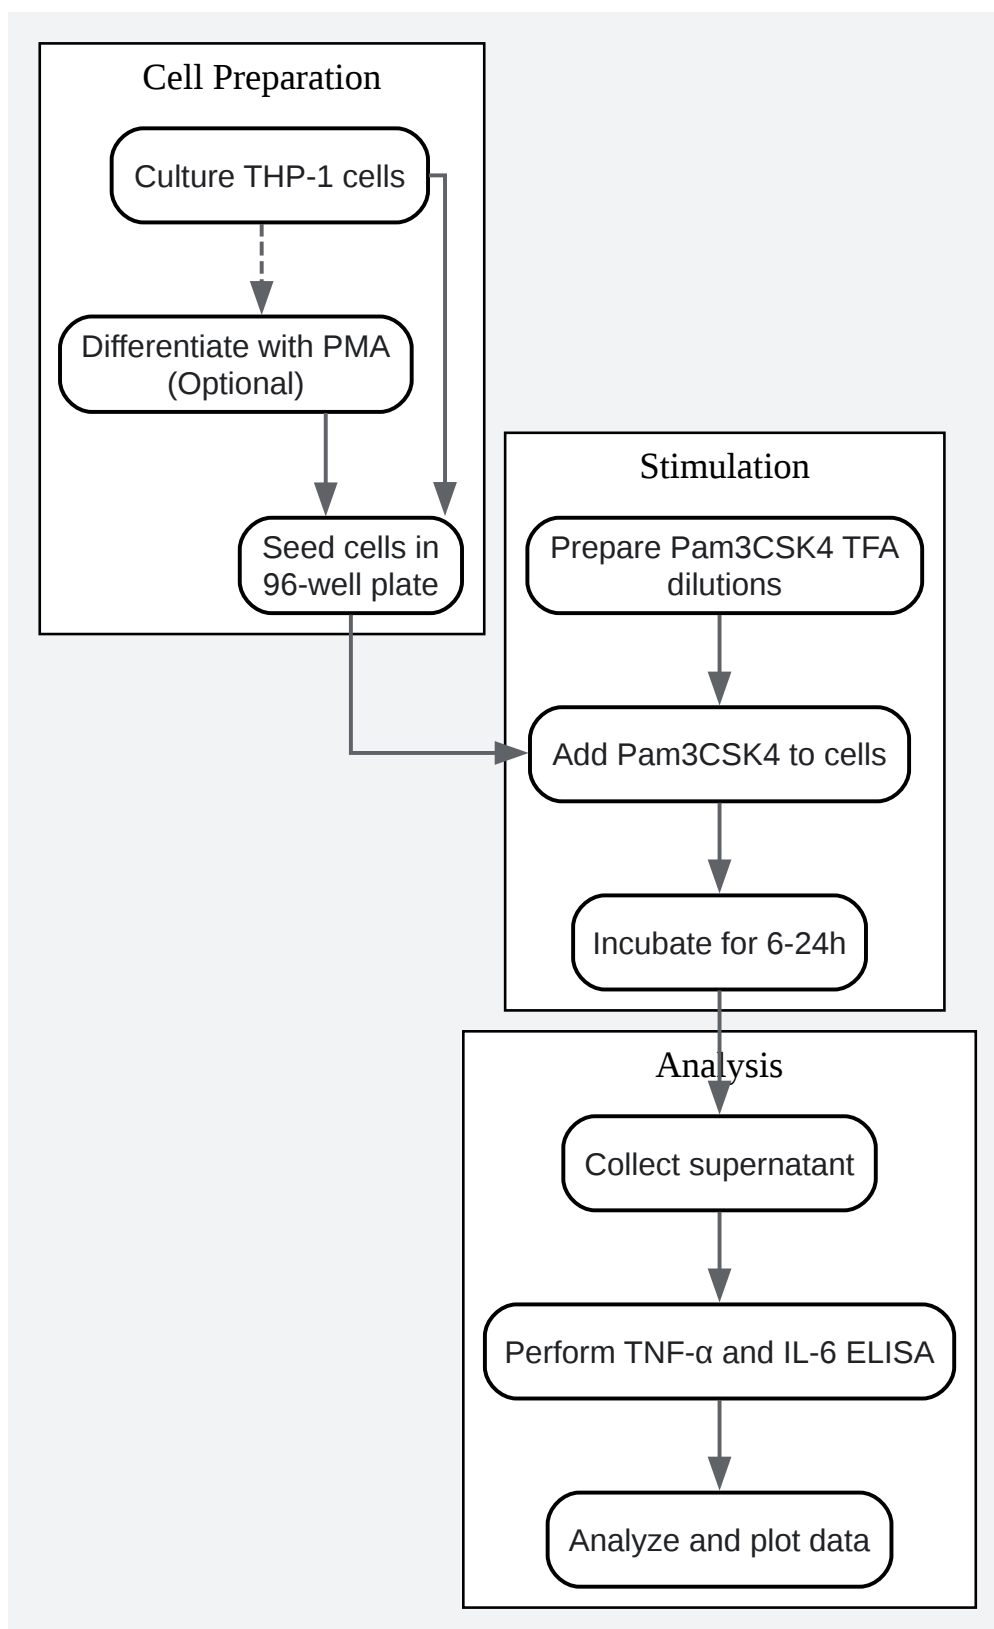 Cell Preparation
Culture THP-1 cells
Differentiate with PMA
(Optional)
Seed cells in
96-well plate
Stimulation
Prepare Pam3CSK4 TFA
dilutions
Add Pam3CSK4 to cells
Incubate for 6-24h
Analysis
Collect supernatant
Perform TNF-α and IL-6 ELISA
Analyze and plot data